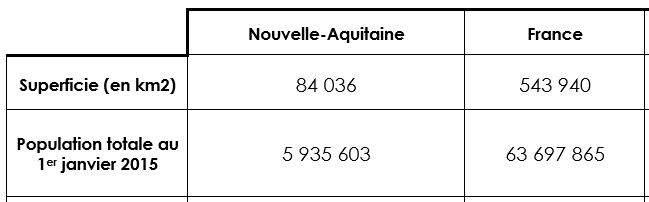 Nouvelle-Aquitaine France
Superficie (en km2) 84 036 543 940
Population totale au
1er janvier 2015 5 935 603 63 697 865